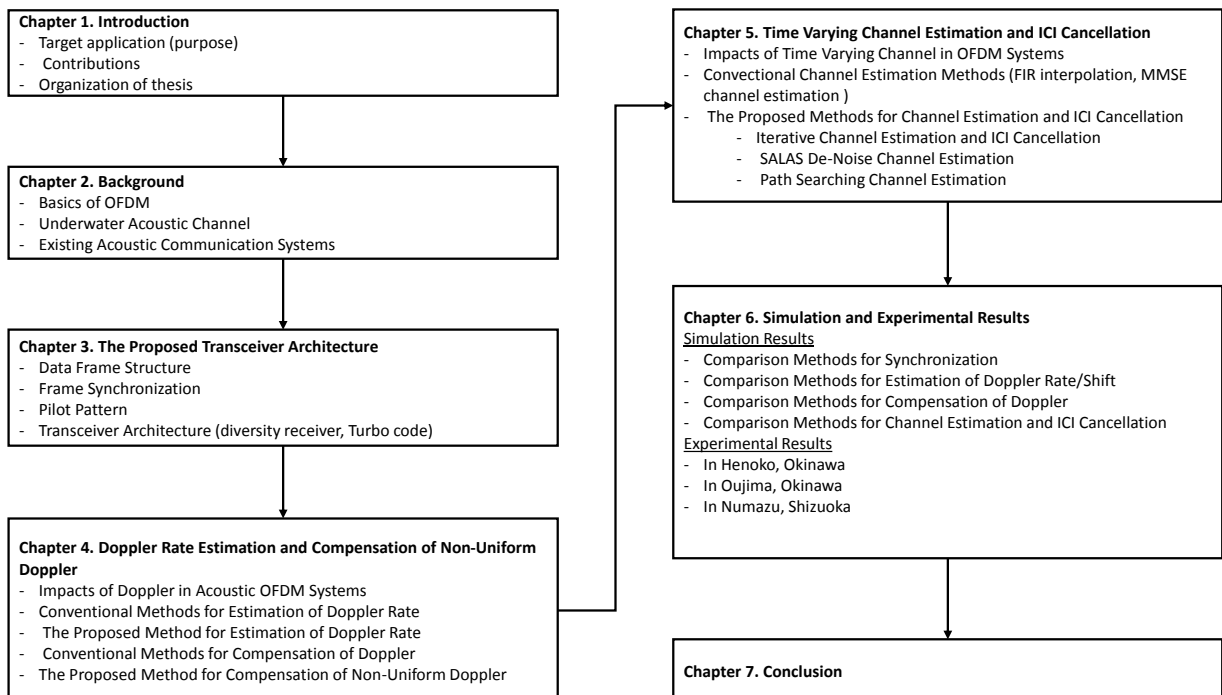 Chapter 1. Introduction
- Target application (purpose)
- Contributions
- Organization of thesis
Chapter 2. Background
- Basics of OFDM
- Underwater Acoustic Channel
- Existing Acoustic Communication Systems
Chapter 3. The Proposed Transceiver Architecture
- Data Frame Structure
- Frame Synchronization
- Pilot Pattern
- Transceiver Architecture (diversity receiver, Turbo code)
Chapter 4. Doppler Rate Estimation and Compensation of Non-Uniform
Doppler
- Impacts of Doppler in Acoustic OFDM Systems
- Conventional Methods for Estimation of Doppler Rate
- The Proposed Method for Estimation of Doppler Rate
- Conventional Methods for Compensation of Doppler
- The Proposed Method for Compensation of Non-Uniform Doppler
Chapter 5. Time Varying Channel Estimation and ICI Cancellation
- Impacts of Time Varying Channel in OFDM Systems
- Convectional Channel Estimation Methods (FIR interpolation, MMSE
channel estimation )
- The Proposed Methods for Channel Estimation and ICI Cancellation
- Iterative Channel Estimation and ICI Cancellation
- SALAS De-Noise Channel Estimation
- Path Searching Channel Estimation
Chapter 6. Simulation and Experimental Results
Simulation Results
- Comparison Methods for Synchronization
- Comparison Methods for Estimation of Doppler Rate/Shift
- Comparison Methods for Compensation of Doppler
- Comparison Methods for Channel Estimation and ICI Cancellation
Experimental Results
- In Henoko, Okinawa
- In Oujima, Okinawa
- In Numazu, Shizuoka
Chapter 7. Conclusion